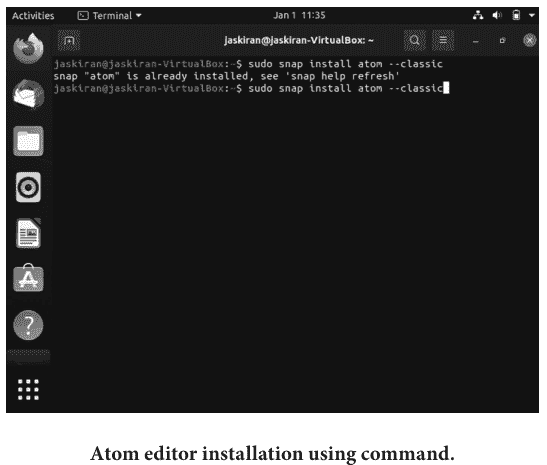 Activities Terminal Jan 1 11:35
jaskiran@jaskiran-VirtualBox: ~
jaskiran@jaskiran-VirtualBox:~$ sudo snap install atom --classic
snap "atom" is already installed, see 'snap help refresh'
jaskiran@jaskiran-VirtualBox:~$ sudo snap install atom --classic
Atom editor installation using command.